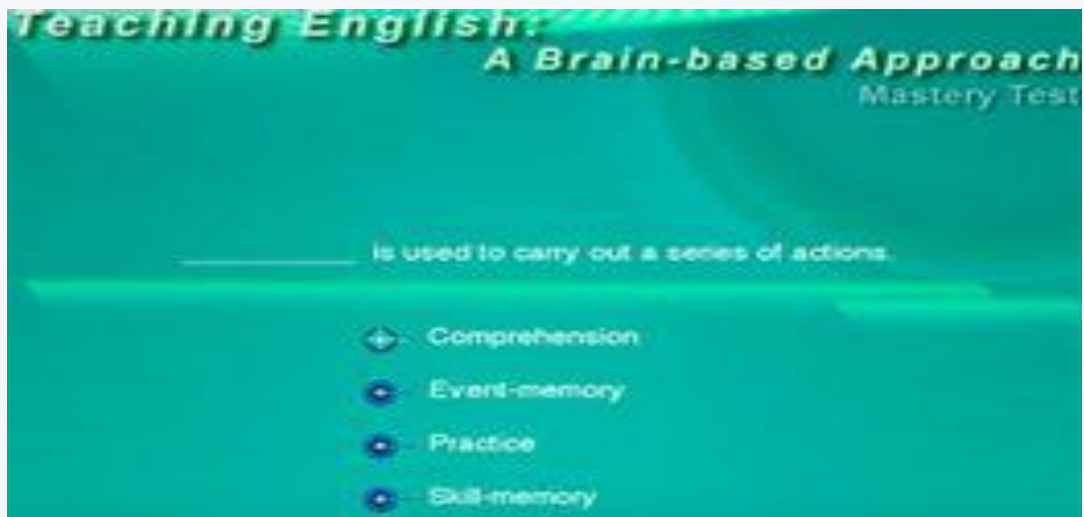 Teaching English:
A Brain-based Approach
Mastery Test
__________ is used to carry out a series of actions.
Comprehension
Event-memory
Practice
Skill-memory